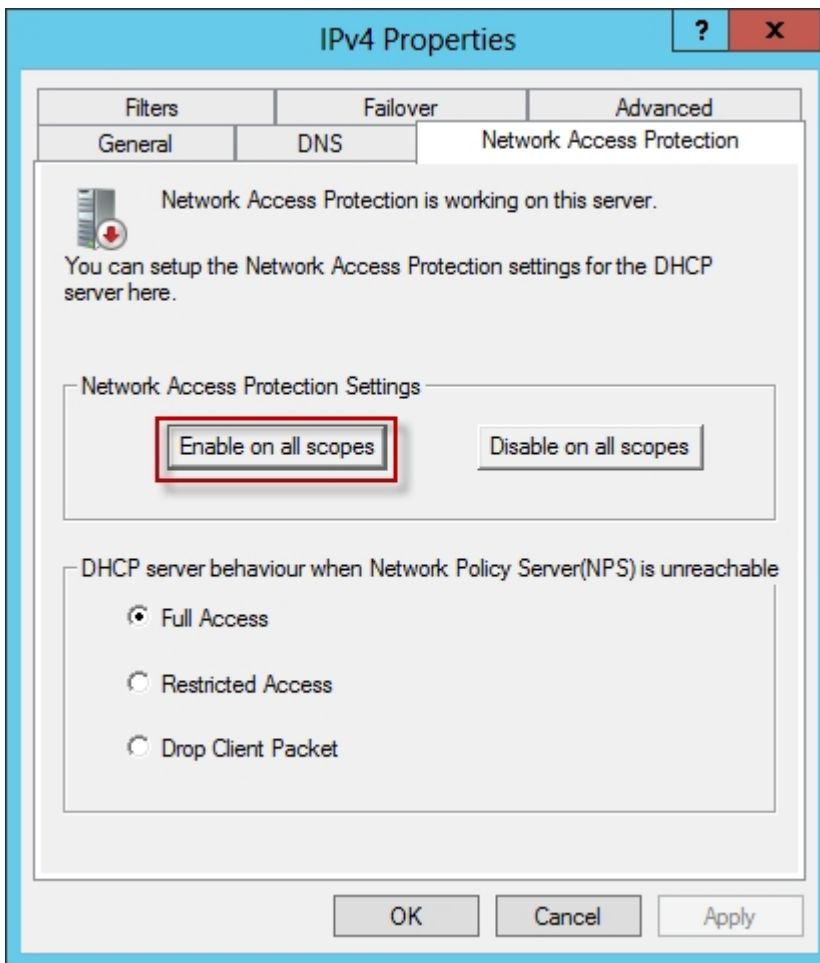 IPv4 Properties
?
x
Filters
Failover
Advanced
General
DNS
Network Access Protection
Network Access Protection is working on this server.
You can setup the Network Access Protection settings for the DHCP
server here.
Network Access Protection Settings
Enable on all scopes
Disable on all scopes
DHCP server behaviour when Network Policy Server(NPS) is unreachable
Full Access
Restricted Access
Drop Client Packet
OK
Cancel
Apply